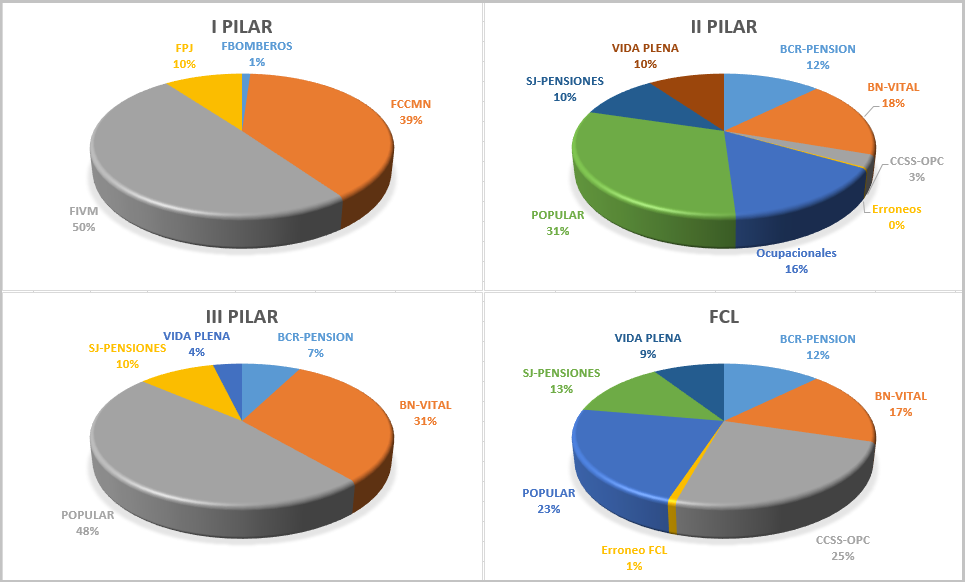 I PILAR
FPJ
10%
FBOMBEROS
1%
FCCMN
39%
FIVM
50%
II PILAR
VIDA PLENA
10%
BCR-PENSION
12%
SJ-PENSIONES
10%
BN-VITAL
18%
CCSS-OPC
3%
Erroneos
0%
POPULAR
31%
Ocupacionales
16%
III PILAR
VIDA PLENA
4%
BCR-PENSION
7%
SJ-PENSIONES
10%
BN-VITAL
31%
POPULAR
48%
FCL
VIDA PLENA
9%
BCR-PENSION
12%
SJ-PENSIONES
13%
BN-VITAL
17%
POPULAR
23%
CCSS-OPC
25%
Erroneo FCL
1%